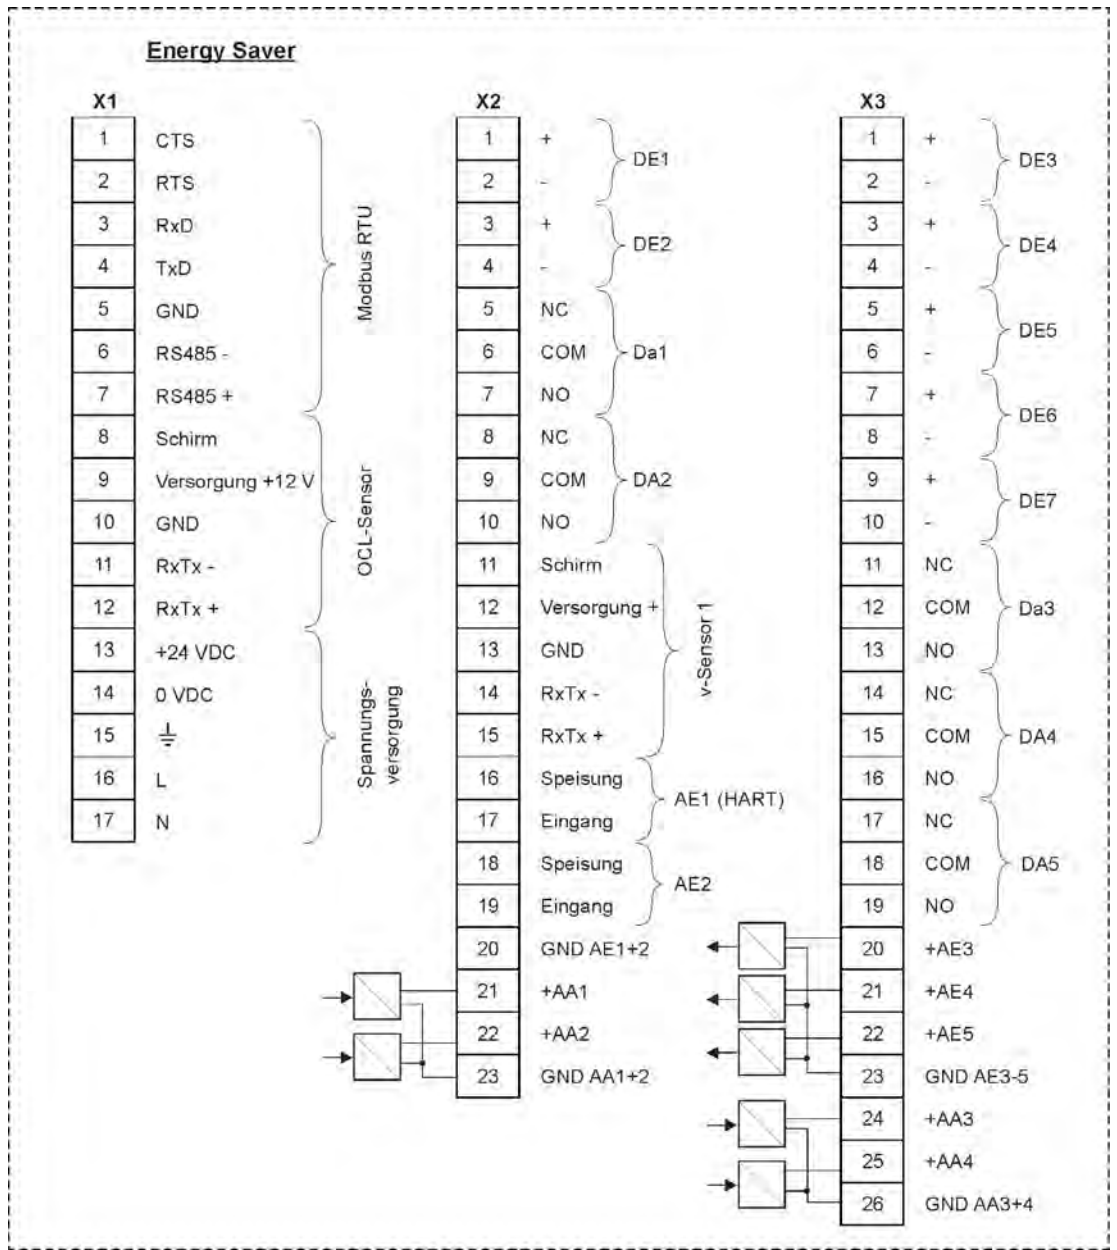 Energy Saver
X1
1 CTS
2 RTS
3 RxD
4 TxD
5 GND
6 RS485 -
7 RS485 +
Modbus RTU
8 Schirm
9 Versorgung +12 V
10 GND
11 RxTx -
12 RxTx +
OCL-Sensor
13 +24 VDC
14 0 VDC
15
16 L
17 N
Spannungs-
versorgung
X2
1 +
2 -
DE1
3 +
4 -
DE2
5 NC
6 COM
7 NO
Da1
8 NC
9 COM
10 NO
DA2
11 Schirm
12 Versorgung +
13 GND
14 RxTx -
15 RxTx +
v-Sensor 1
16 Speisung
17 Eingang
AE1 (HART)
18 Speisung
19 Eingang
AE2
20 GND AE1+2
21 +AA1
22 +AA2
23 GND AA1+2
X3
1 +
2 -
DE3
3 +
4 -
DE4
5 +
6 -
DE5
7 +
8 -
DE6
9 +
10 -
DE7
11 NC
12 COM
13 NO
Da3
14 NC
15 COM
16 NO
DA4
17 NC
18 COM
19 NO
DA5
20 +AE3
21 +AE4
22 +AE5
23 GND AE3-5
24 +AA3
25 +AA4
26 GND AA3+4